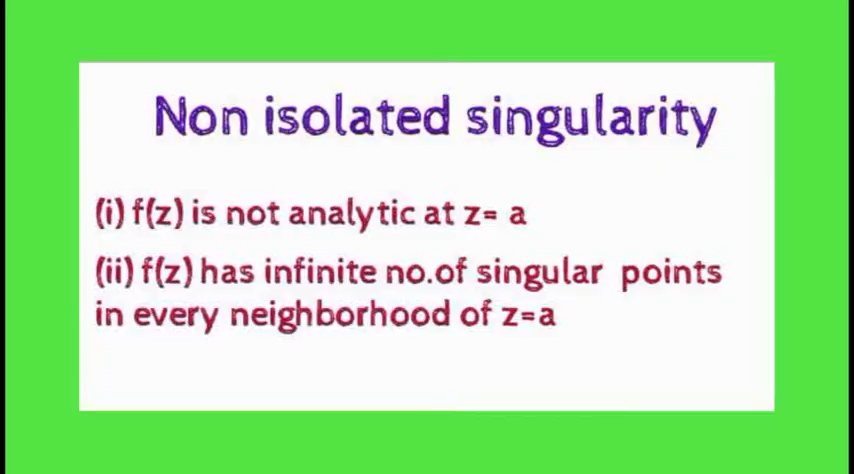 Non isolated singularity
(i) f(z) is not analytic at z= a
(ii) f(z) has infinite no.of singular points
in every neighborhood of z=a